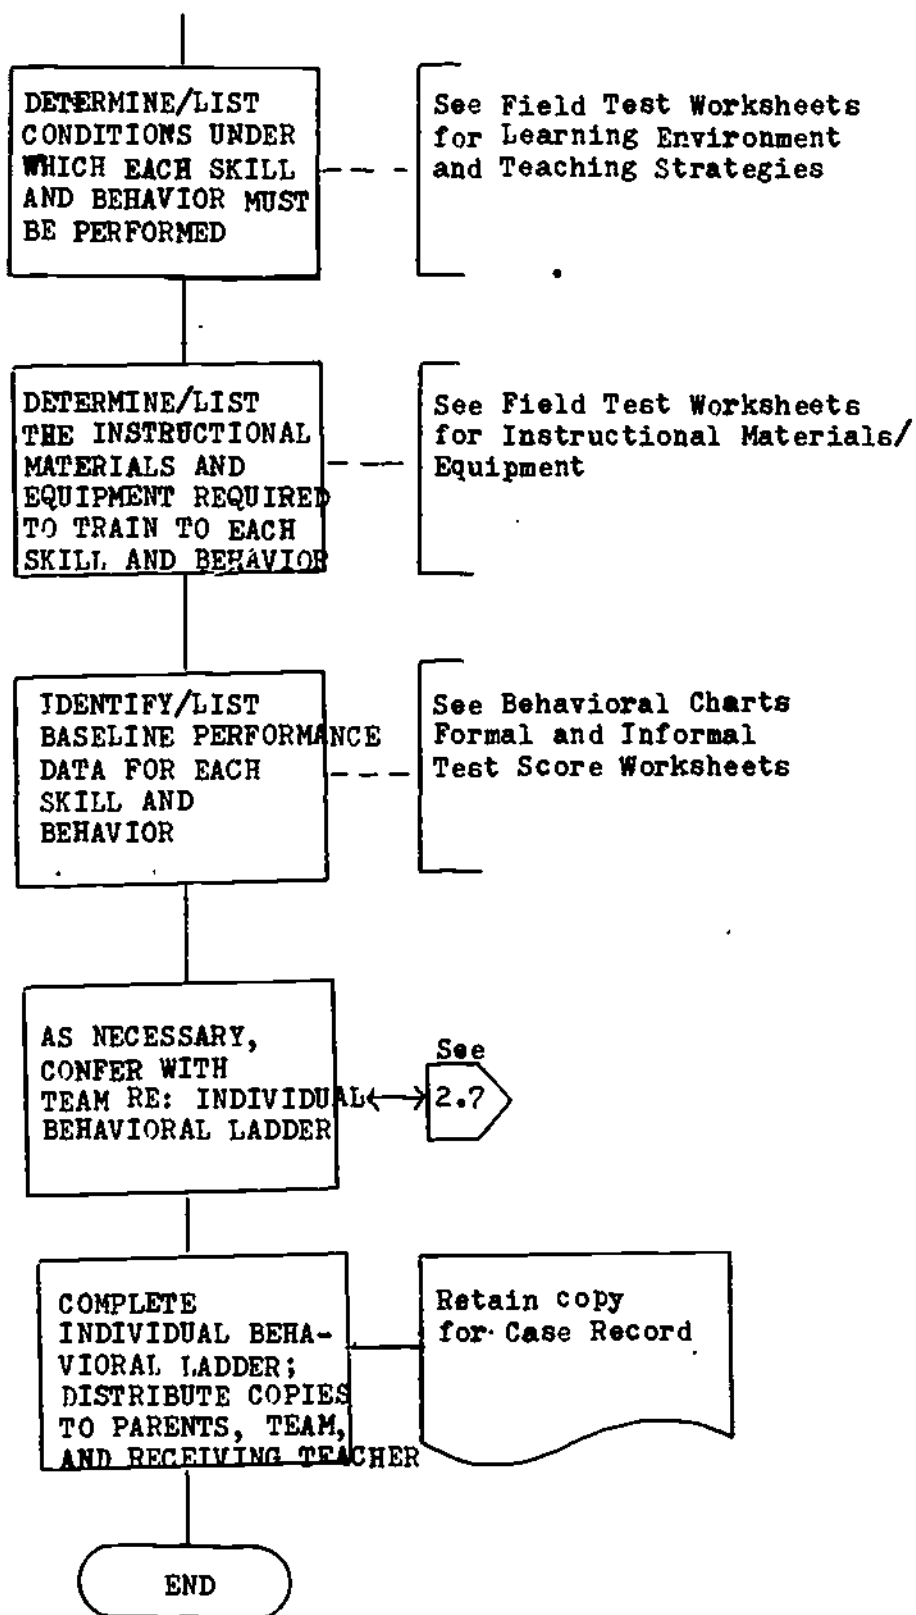 DETERMINE/LIST
CONDITIONS UNDER
WHICH EACH SKILL
AND BEHAVIOR MUST
BE PERFORMED
See Field Test Worksheets
for Learning Environment
and Teaching Strategies
DETERMINE/LIST
THE INSTRUCTIONAL
MATERIALS AND
EQUIPMENT REQUIRED
TO TRAIN TO EACH
SKILL AND BEHAVIOR
See Field Test Worksheets
for Instructional Materials/
Equipment
IDENTIFY/LIST
BASELINE PERFORMANCE
DATA FOR EACH
SKILL AND
BEHAVIOR
See Behavioral Charts
Formal and Informal
Test Score Worksheets
AS NECESSARY,
CONFER WITH
TEAM RE: INDIVIDUAL
BEHAVIORAL LADDER
See
2.7
COMPLETE
INDIVIDUAL BEHA-
VIORAL LADDER;
DISTRIBUTE COPIES
TO PARENTS, TEAM,
AND RECEIVING TEACHER
Retain copy
for Case Record
END